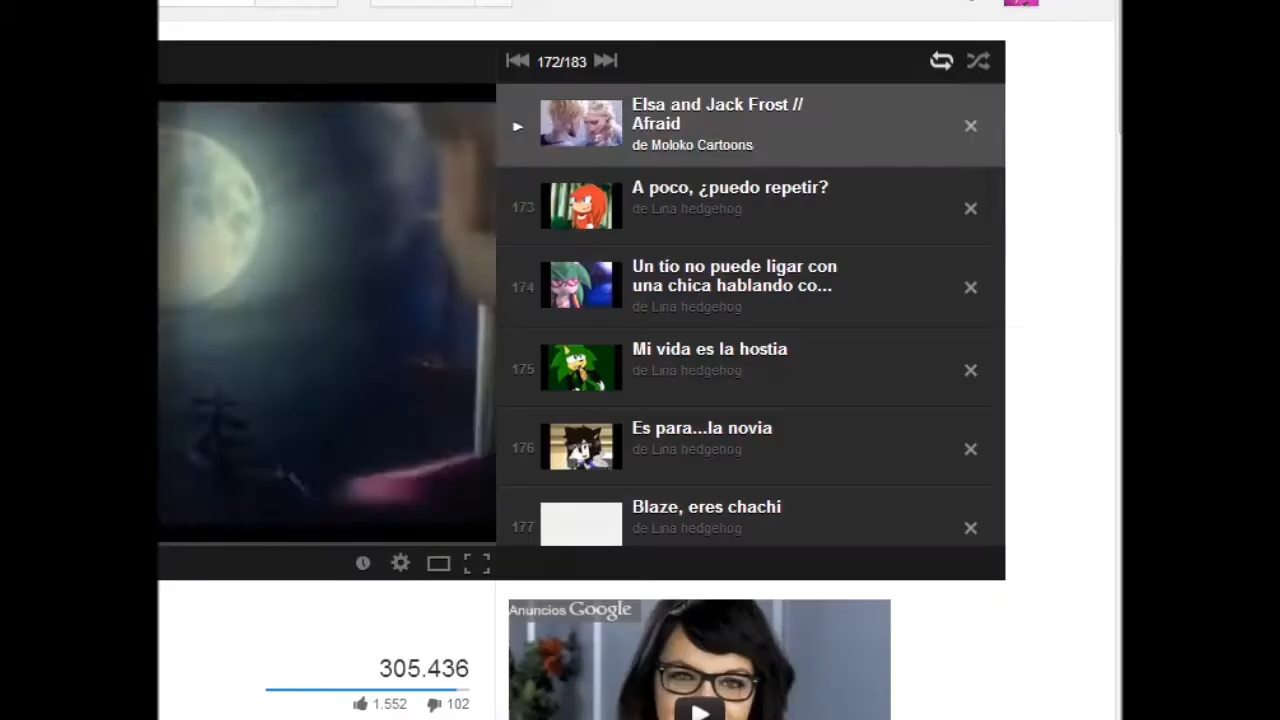 172/183
Elsa and Jack Frost //
Afraid
de Moloko Cartoons
173
A poco, ¿puedo repetir?
de Lina hedgehog
174
Un tío no puede ligar con
una chica hablando co...
de Lina hedgehog
175
Mi vida es la hostia
de Lina hedgehog
176
Es para...la novia
de Lina hedgehog
177
Blaze, eres chachi
de Lina hedgehog
Anuncios Google
305.436
1.552
102